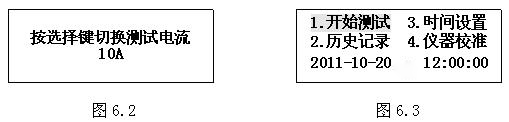 按选择键切换测试电流
10A
图 6.2
1.开始测试 3.时间设置
2.历史记录 4.仪器校准
2011-10-20 12:00:00
图 6.3